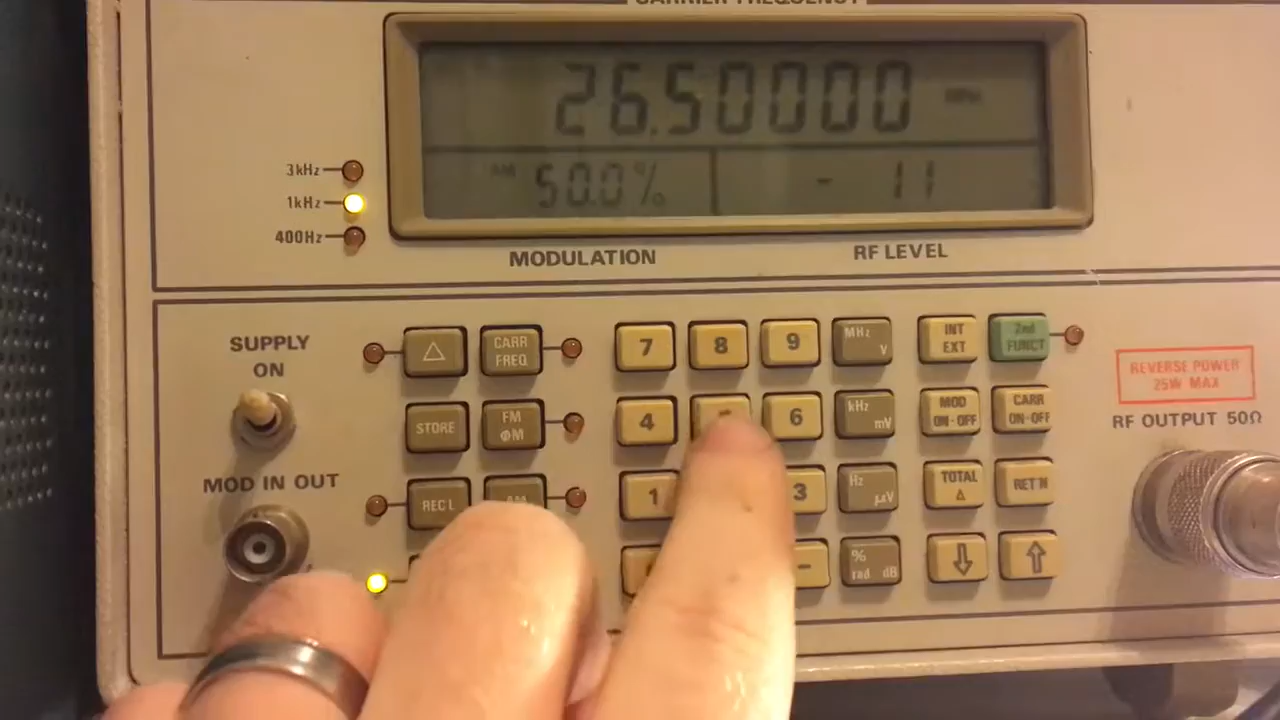 CARRIER FREQUENCY
26.50000 MHz
AM 50.0% - 11
3kHz
1kHz
400Hz
MODULATION RF LEVEL
SUPPLY
ON
MOD IN OUT
△ CARR FREQ 7 8 9 MHz V INT EXT 2nd FUNCT
STORE FM ΦM 4 6 kHz mV MOD ON-OFF CARR ON-OFF
RECL AM 1 3 Hz µV TOTAL △ RET'N
- % rad dB ↓ ↑
REVERSE POWER
25W MAX
RF OUTPUT 50Ω